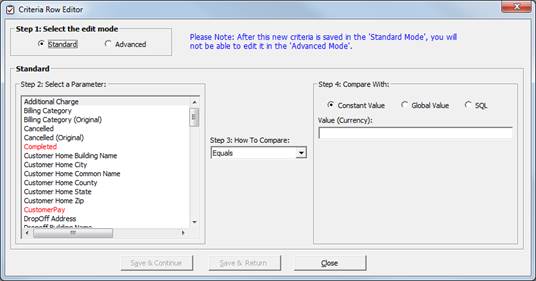 Criteria Row Editor
Step 1: Select the edit mode
Standard
Advanced
Please Note: After this new criteria is saved in the 'Standard Mode', you will
not be able to edit it in the 'Advanced Mode'.
Standard
Step 2: Select a Parameter:
Additional Charge
Billing Category
Billing Category (Original)
Cancelled
Cancelled (Original)
Completed
Customer Home Building Name
Customer Home City
Customer Home Common Name
Customer Home County
Customer Home State
Customer Home Zip
CustomerPay
DropOff Address
DropOff Building Name
Step 3: How To Compare:
Equals
Step 4: Compare With:
Constant Value
Global Value
SQL
Value (Currency):
Save & Continue
Save & Return
Close